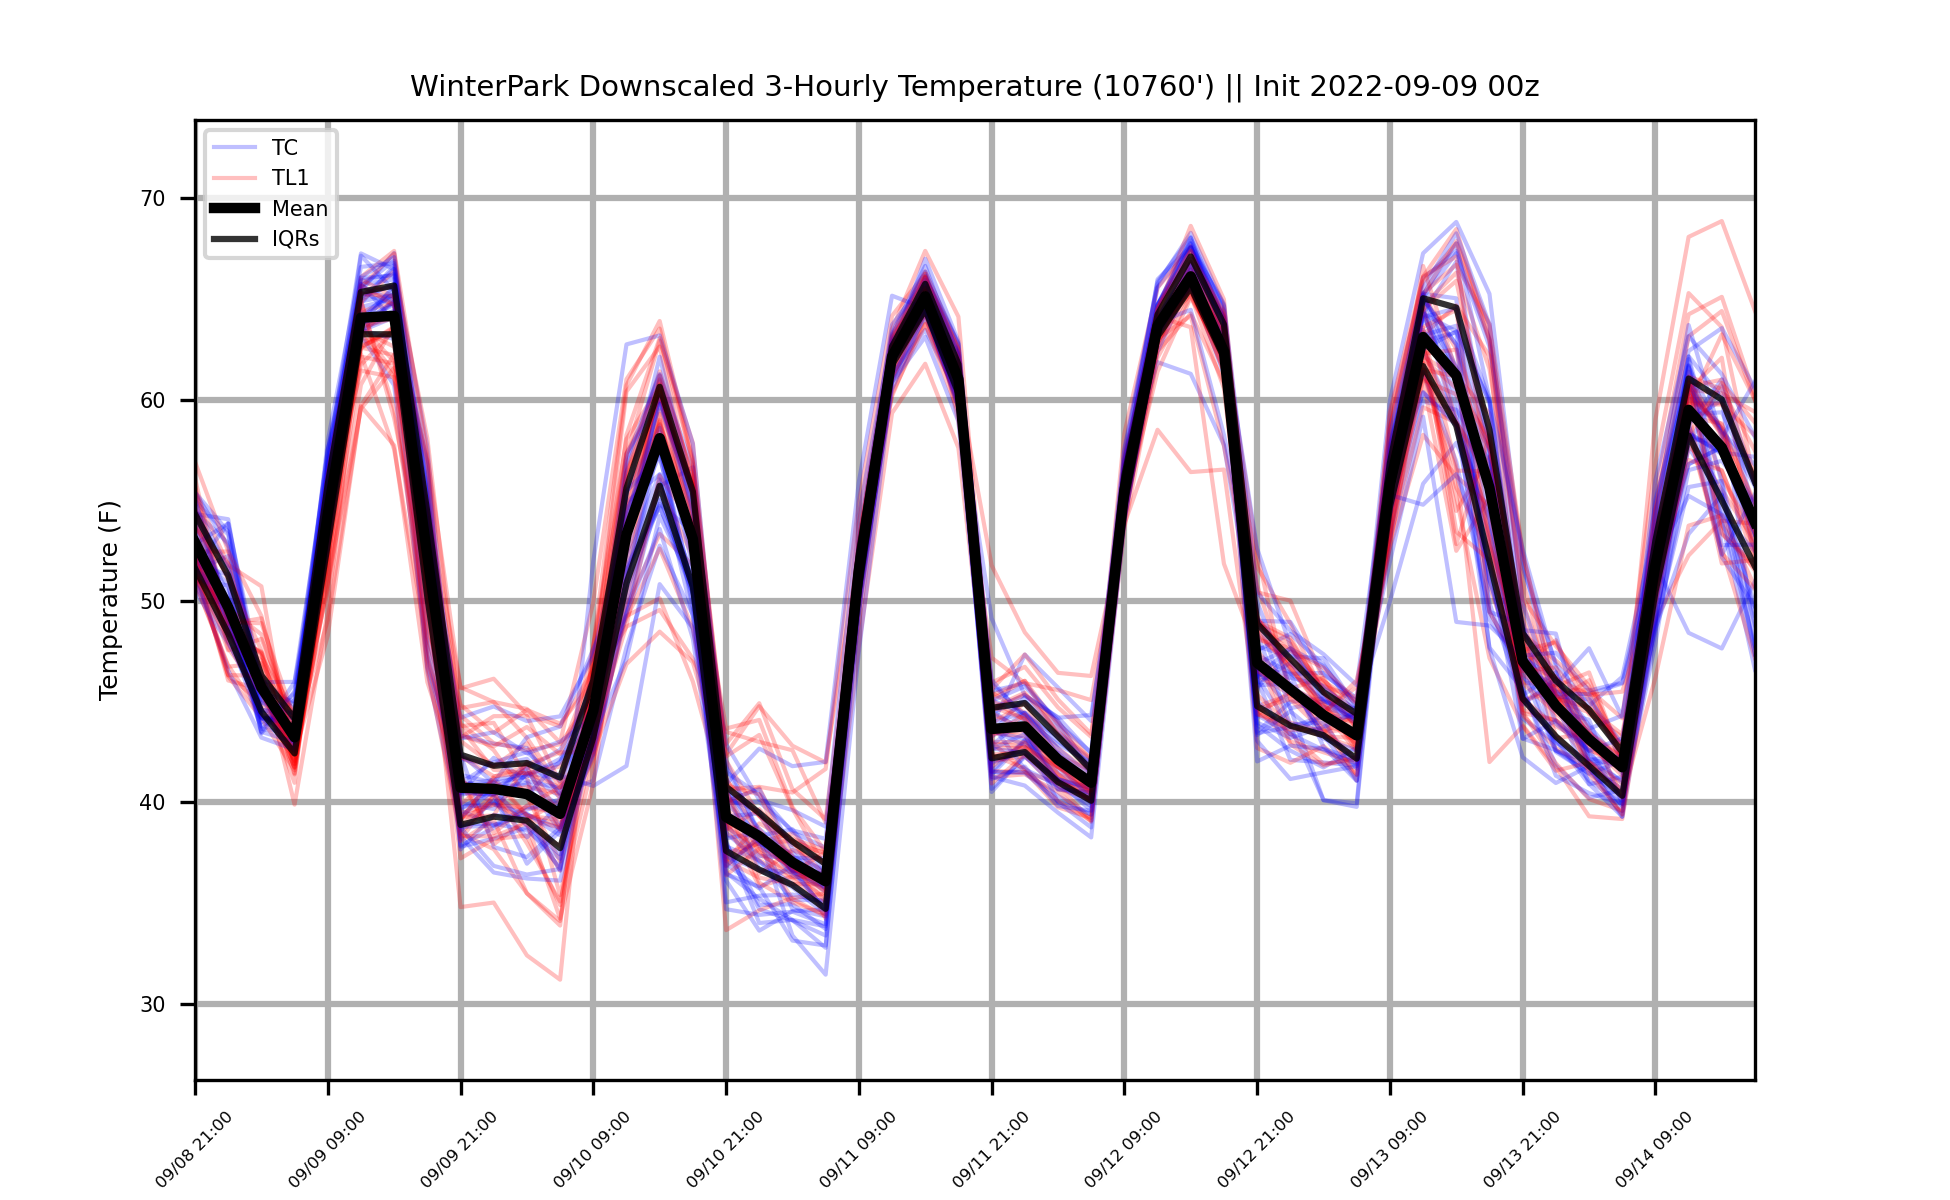 WinterPark Downscaled 3-Hourly Temperature (10760') || Init 2022-09-09 00z
TC
TL1
Mean
IQRs
Temperature (F)
70
60
50
40
30
09/08 21:00
09/09 09:00
09/09 21:00
09/10 09:00
09/10 21:00
09/11 09:00
09/11 21:00
09/12 09:00
09/12 21:00
09/13 09:00
09/13 21:00
09/14 09:00